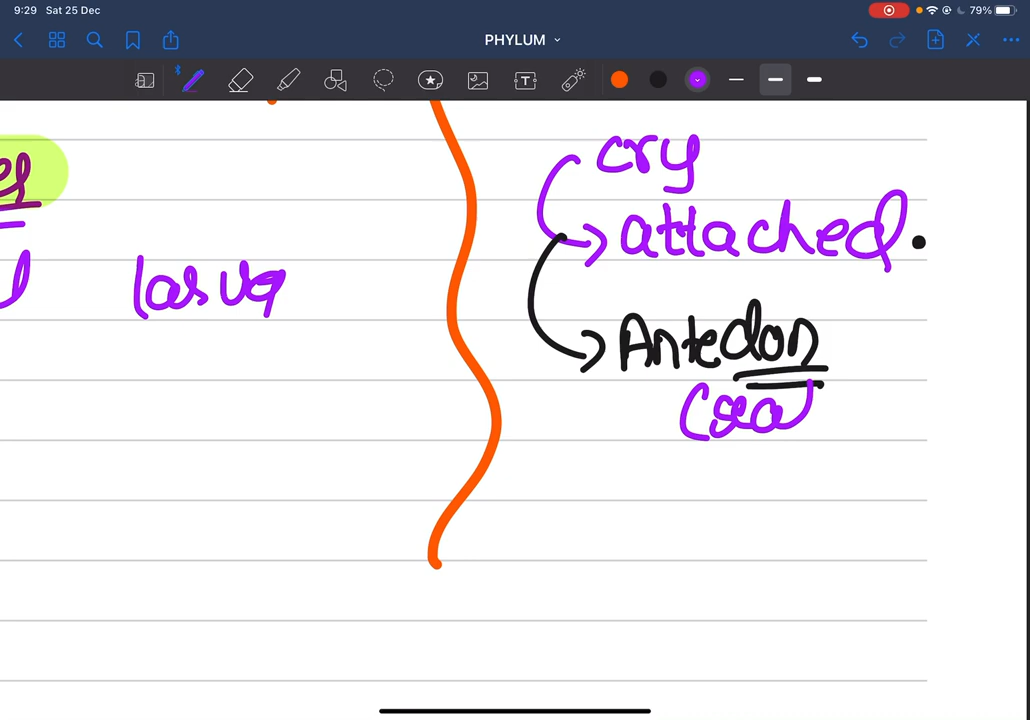 9:29 Sat 25 Dec
79%
PHYLUM
T
cry
attached.
larva
Antedon
(sea